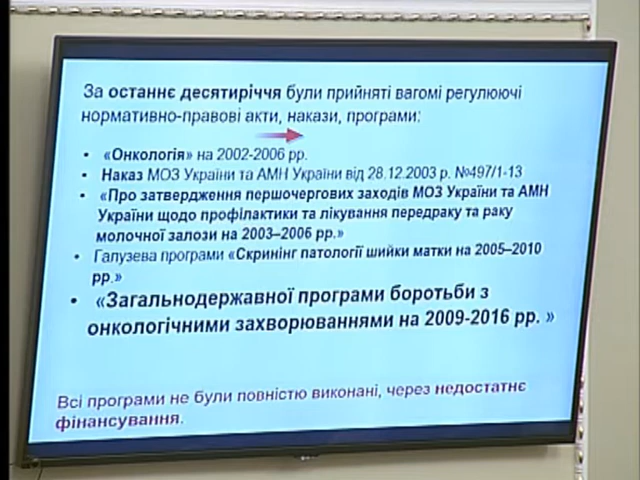 За останнє десятиріччя були прийняті вагомі регулюючі
нормативно-правові акти, накази, програми:
• «Онкологія» на 2002-2006 рр.
• Наказ МОЗ України та АМН України від 28.12.2003 р. №497/1-13
• «Про затвердження першочергових заходів МОЗ України та АМН
України щодо профілактики та лікування передраку та раку
молочної залози на 2003–2006 рр.»
• Галузева програми «Скринінг патології шийки матки на 2005–2010
рр.»
• «Загальнодержавної програми боротьби з
онкологічними захворюваннями на 2009-2016 рр. »
Всі програми не були повністю виконані, через недостатнє
фінансування.